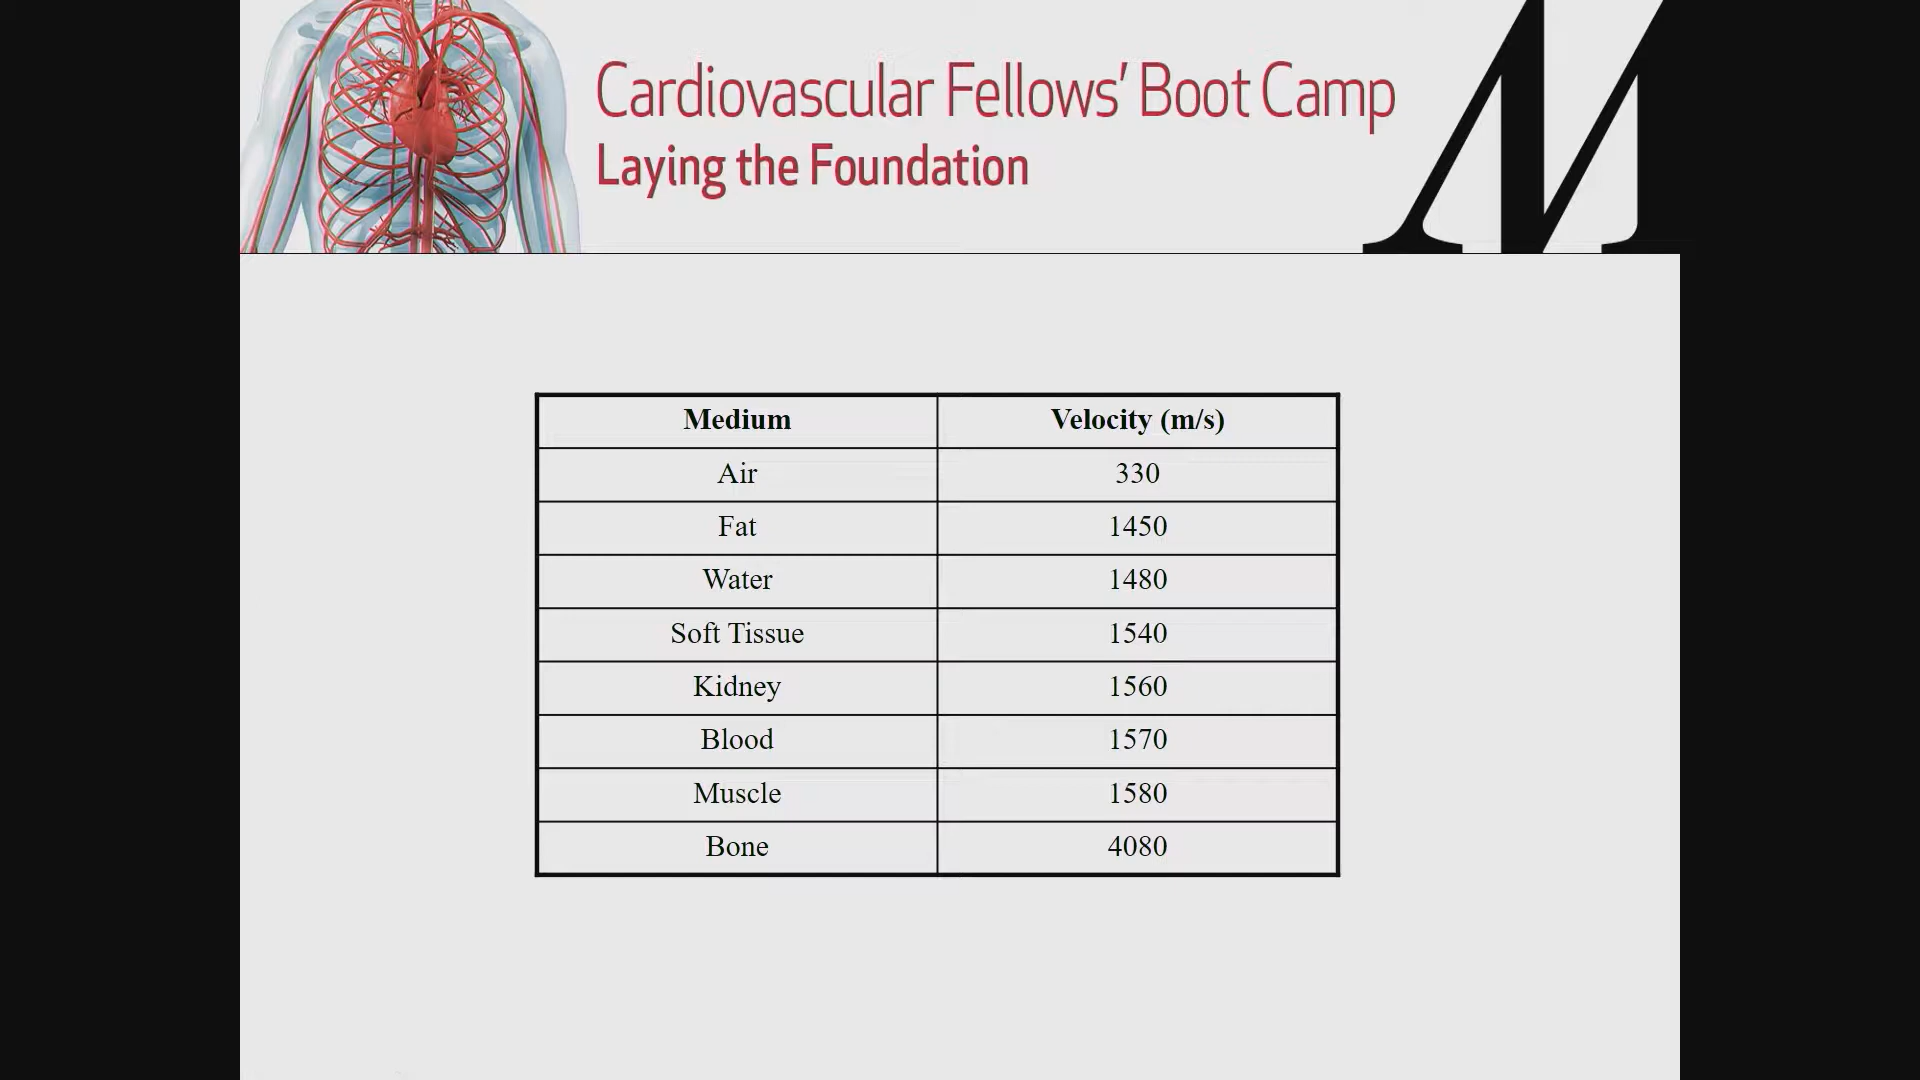 Cardiovascular Fellows' Boot Camp
Laying the Foundation
M
Medium Velocity (m/s)
Air 330
Fat 1450
Water 1480
Soft Tissue 1540
Kidney 1560
Blood 1570
Muscle 1580
Bone 4080